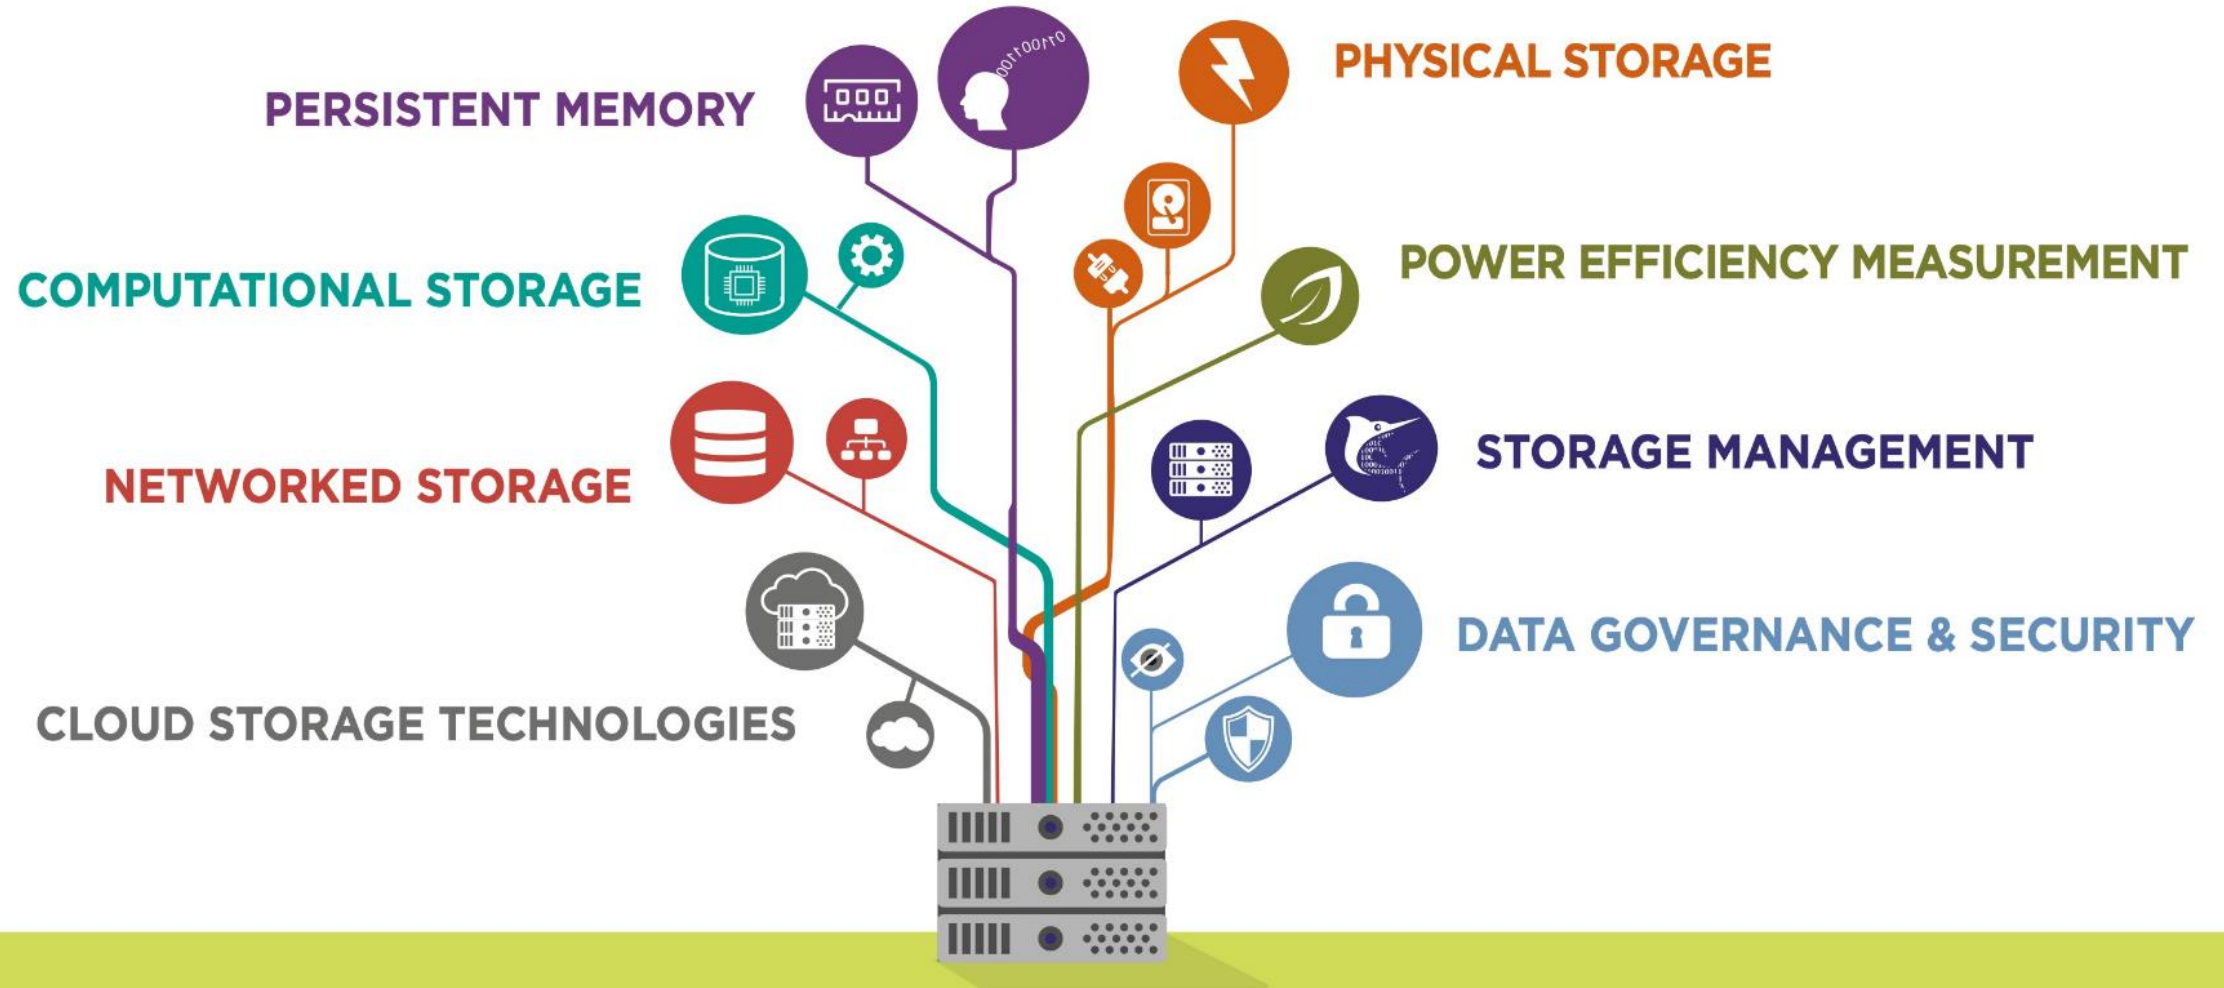 PERSISTENT MEMORY
01100110011001100
PHYSICAL STORAGE
COMPUTATIONAL STORAGE
POWER EFFICIENCY MEASUREMENT
NETWORKED STORAGE
STORAGE MANAGEMENT
CLOUD STORAGE TECHNOLOGIES
DATA GOVERNANCE & SECURITY